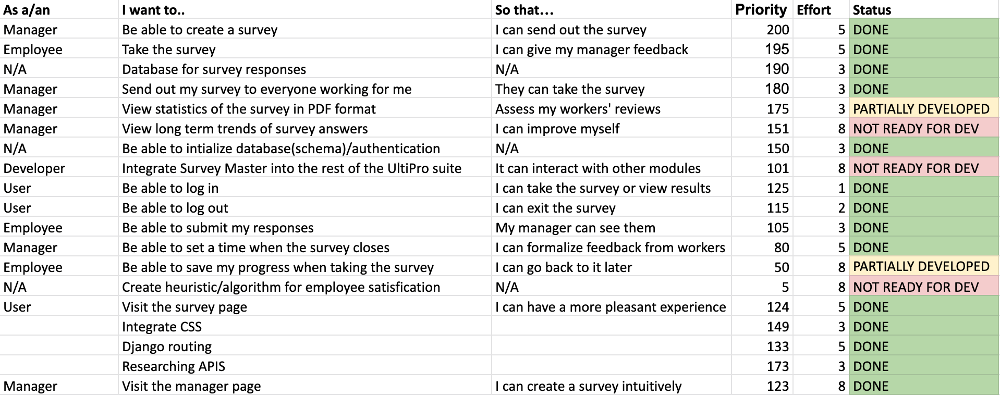 As a/an I want to.. So that... Priority Effort Status
Manager Be able to create a survey I can send out the survey 200 5 DONE
Employee Take the survey I can give my manager feedback 195 5 DONE
N/A Database for survey responses N/A 190 3 DONE
Manager Send out my survey to everyone working for me They can take the survey 180 3 DONE
Manager View statistics of the survey in PDF format Assess my workers' reviews 175 3 PARTIALLY DEVELOPED
Manager View long term trends of survey answers I can improve myself 151 8 NOT READY FOR DEV
N/A Be able to intialize database(schema)/authentication N/A 150 3 DONE
Developer Integrate Survey Master into the rest of the UltiPro suite It can interact with other modules 101 8 NOT READY FOR DEV
User Be able to log in I can take the survey or view results 125 1 DONE
User Be able to log out I can exit the survey 115 2 DONE
Employee Be able to submit my responses My manager can see them 105 3 DONE
Manager Be able to set a time when the survey closes I can formalize feedback from workers 80 5 DONE
Employee Be able to save my progress when taking the survey I can go back to it later 50 8 PARTIALLY DEVELOPED
N/A Create heuristic/algorithm for employee satisfication N/A 5 8 NOT READY FOR DEV
User Visit the survey page I can have a more pleasant experience 124 5 DONE
Integrate CSS 149 3 DONE
Django routing 133 5 DONE
Researching APIS 173 3 DONE
Manager Visit the manager page I can create a survey intuitively 123 8 DONE